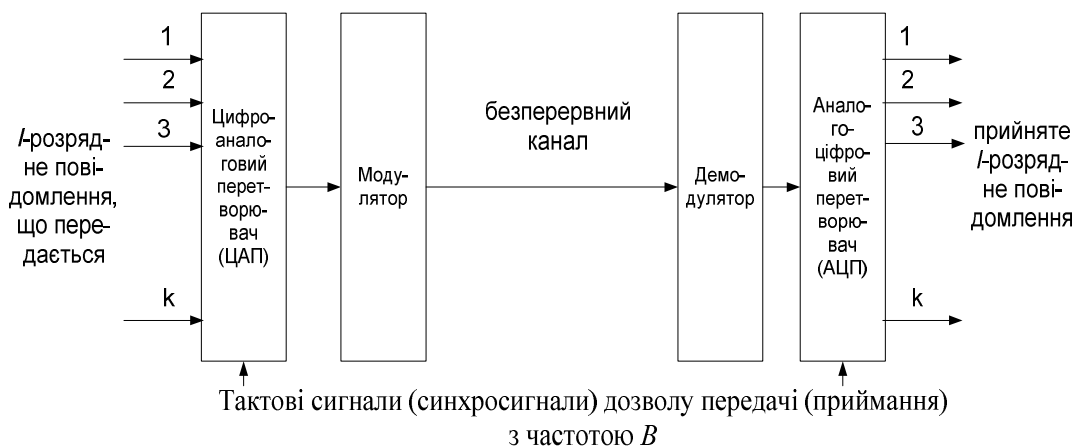 1
2
3
k
l-розряд-
не пові-
домлення,
що пере-
дається
Цифро-
анало-
говий
перет-
ворю-
вач
(ЦАП)
Моду-
лятор
безперервний
канал
Демо-
дулятор
Анало-
го-
ціфро-
вий
перет-
ворю-
вач
(АЦП)
1
2
3
k
прийняте
l-розряд-
не пові-
домлення
Тактові сигнали (синхросигнали) дозволу передачі (приймання)
з частотою B